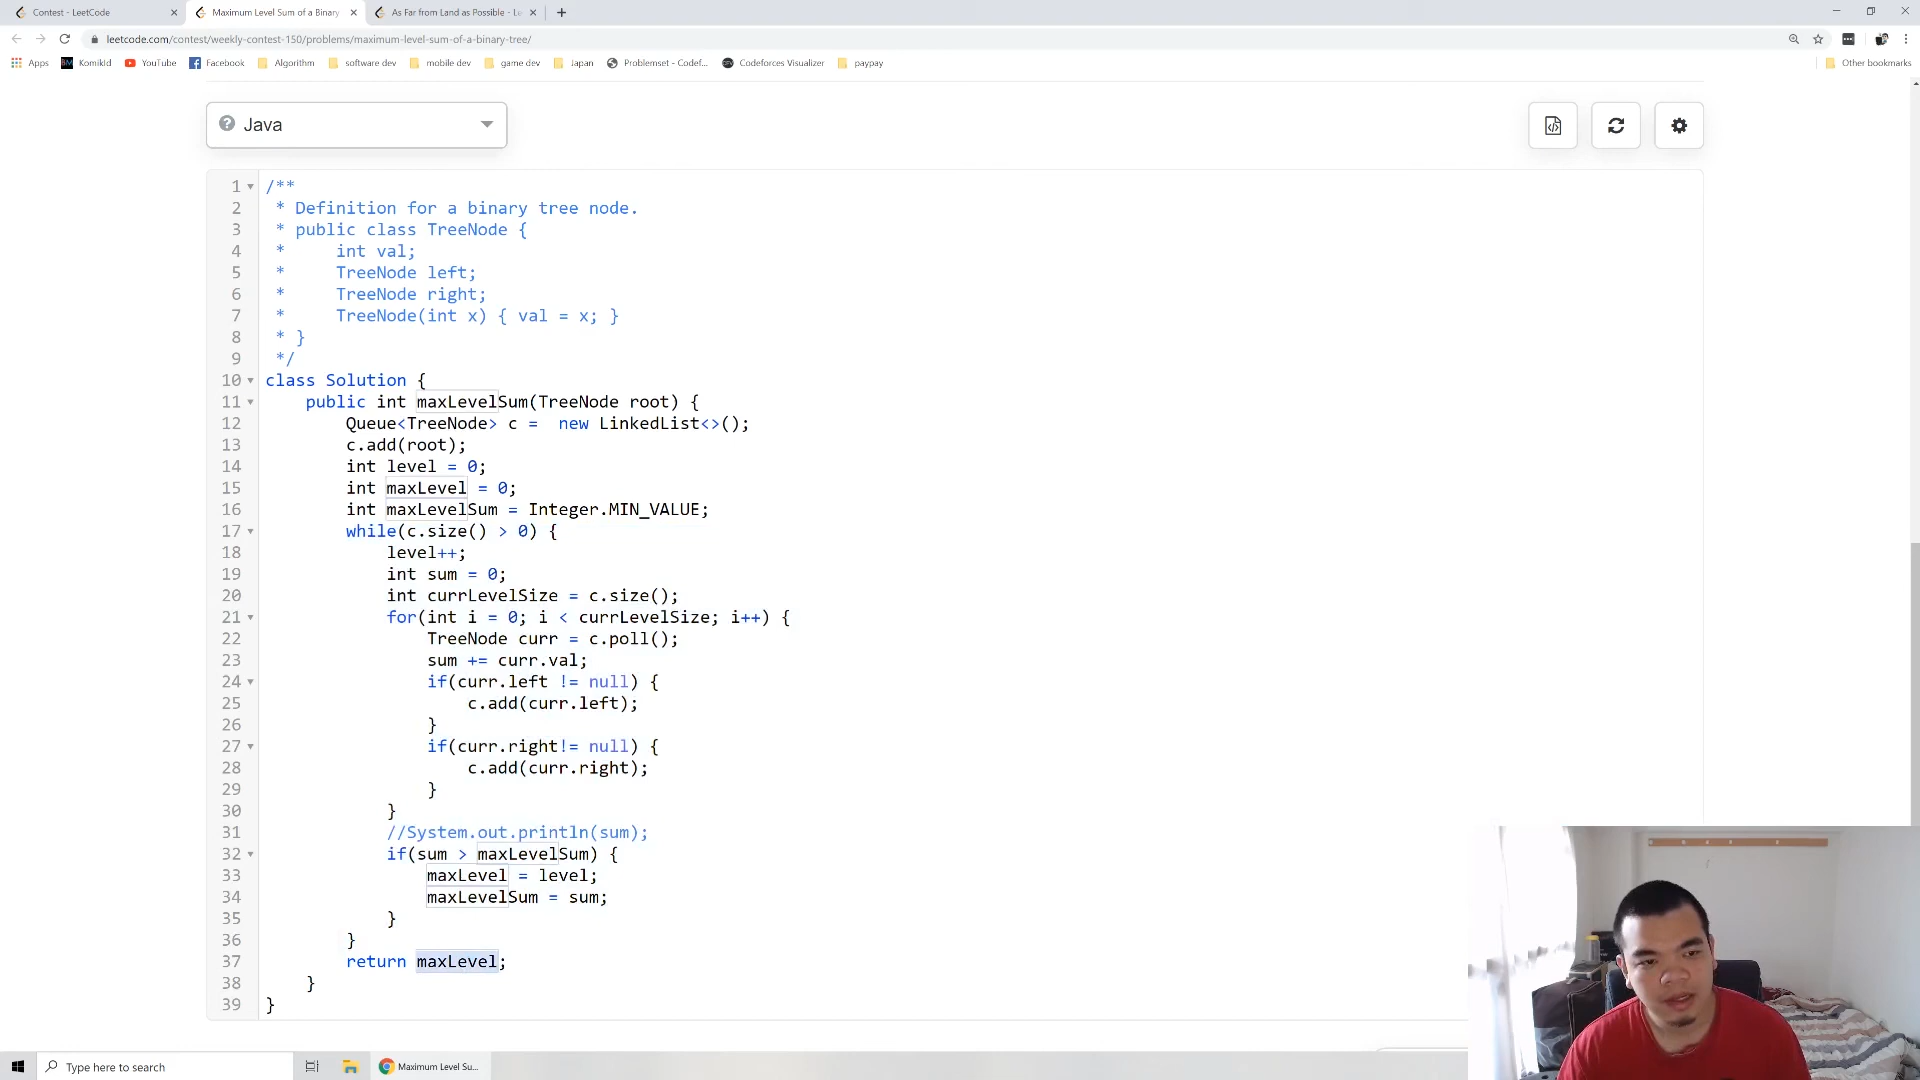 Contest - LeetCode
Maximum Level Sum of a Binary
As Far from Land as Possible - Le
leetcode.com/contest/weekly-contest-150/problems/maximum-level-sum-of-a-binary-tree/
Apps KomikId YouTube Facebook Algorithm software dev mobile dev game dev Japan Problemset - Codef... Codeforces Visualizer paypay Other bookmarks
Java
1 /**
2 * Definition for a binary tree node.
3 * public class TreeNode {
4 * int val;
5 * TreeNode left;
6 * TreeNode right;
7 * TreeNode(int x) { val = x; }
8 * }
9 */
10 class Solution {
11 public int maxLevelSum(TreeNode root) {
12 Queue<TreeNode> c = new LinkedList<>();
13 c.add(root);
14 int level = 0;
15 int maxLevel = 0;
16 int maxLevelSum = Integer.MIN_VALUE;
17 while(c.size() > 0) {
18 level++;
19 int sum = 0;
20 int currLevelSize = c.size();
21 for(int i = 0; i < currLevelSize; i++) {
22 TreeNode curr = c.poll();
23 sum += curr.val;
24 if(curr.left != null) {
25 c.add(curr.left);
26 }
27 if(curr.right!= null) {
28 c.add(curr.right);
29 }
30 }
31 //System.out.println(sum);
32 if(sum > maxLevelSum) {
33 maxLevel = level;
34 maxLevelSum = sum;
35 }
36 }
37 return maxLevel;
38 }
39 }
Type here to search
Maximum Level Su...